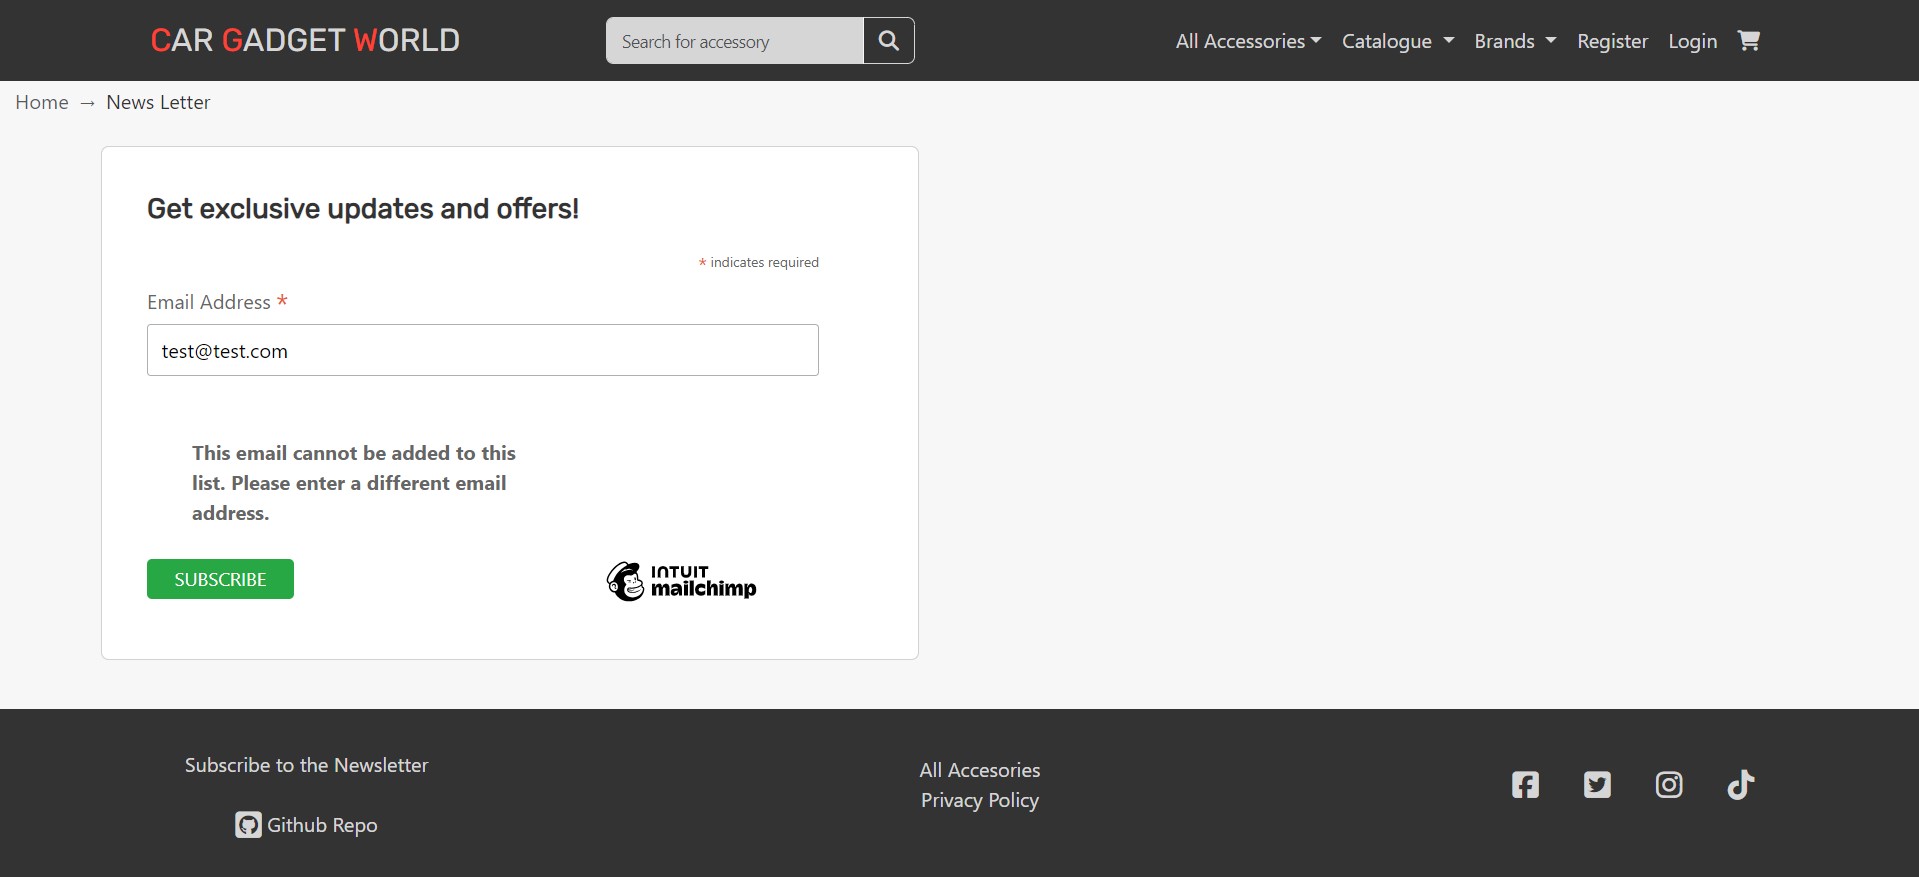 CAR GADGET WORLD
Search for accessory
All Accessories
Catalogue
Brands
Register
Login
Home → News Letter
Get exclusive updates and offers!
* indicates required
Email Address *
test@test.com
This email cannot be added to this
list. Please enter a different email
address.
SUBSCRIBE
INTUIT
mailchimp
Subscribe to the Newsletter
Github Repo
All Accesories
Privacy Policy